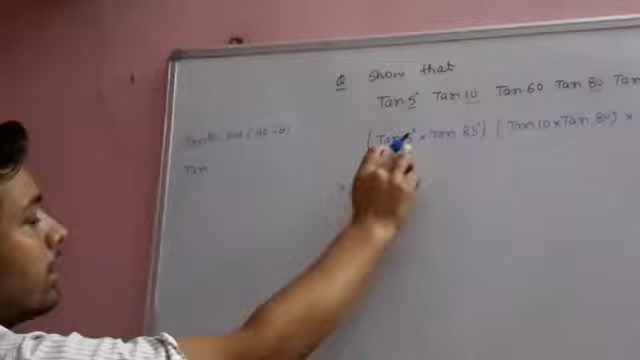 Q Show that
Tan 5° Tan 10 Tan 60 Tan 80 Tan
(Tan 5° × Tan 85°) (Tan 10 × Tan 80) ×
Tan